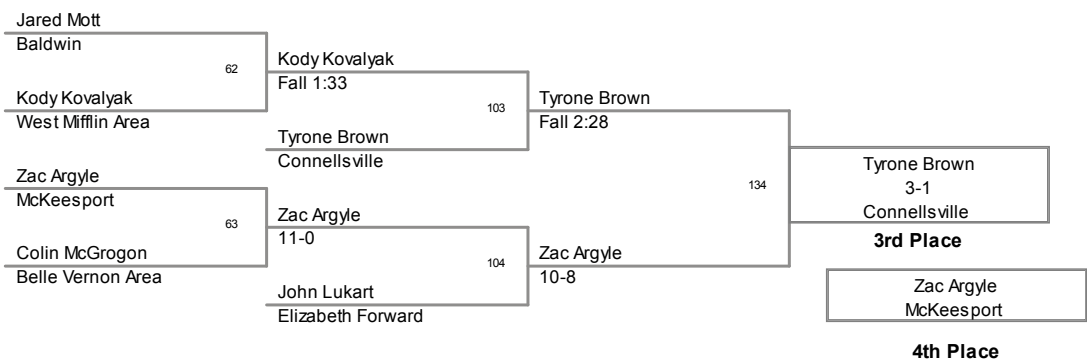 Jared Mott
Baldwin
62
Kody Kovalyak
West Mifflin Area
Kody Kovalyak
Fall 1:33
103
Tyrone Brown
Connellsville
Tyrone Brown
Fall 2:28
Zac Argyle
McKeesport
63
Colin McGrogon
Belle Vernon Area
Zac Argyle
11-0
104
John Lukart
Elizabeth Forward
Zac Argyle
10-8
134
Tyrone Brown
3-1
Connellsville
3rd Place
Zac Argyle
McKeesport
4th Place